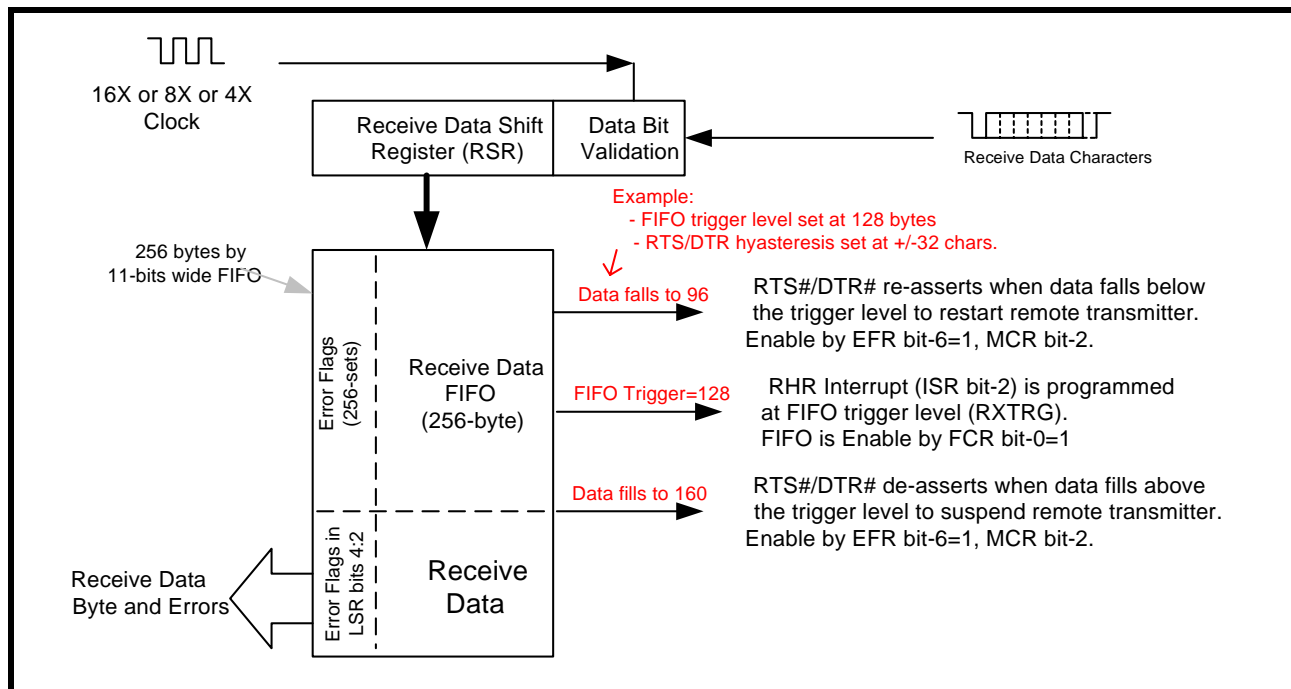 16X or 8X or 4X
Clock
Receive Data Shift
Register (RSR)
Data Bit
Validation
Receive Data Characters
Example:
- FIFO trigger level set at 128 bytes
- RTS/DTR hyasteresis set at +/-32 chars.
256 bytes by
11-bits wide FIFO
Error Flags
(256-sets)
Receive Data
FIFO
(256-byte)
Data falls to 96
RTS#/DTR# re-asserts when data falls below
the trigger level to restart remote transmitter.
Enable by EFR bit-6=1, MCR bit-2.
FIFO Trigger=128
RHR Interrupt (ISR bit-2) is programmed
at FIFO trigger level (RXTRG).
FIFO is Enable by FCR bit-0=1
Data fills to 160
RTS#/DTR# de-asserts when data fills above
the trigger level to suspend remote transmitter.
Enable by EFR bit-6=1, MCR bit-2.
Error Flags in
LSR bits 4:2
Receive
Data
Receive Data
Byte and Errors